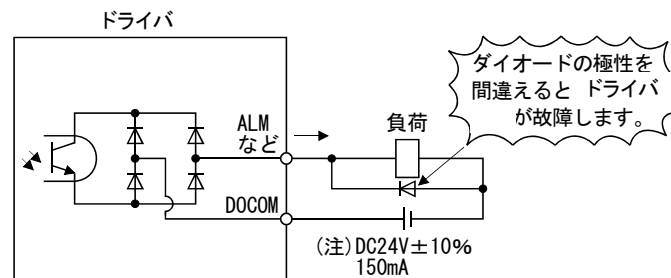 ドライバ
ダイオードの極性を
間違えると ドライバ
が故障します。
ALM
など
負荷
DOCOM
(注)DC24V±10%
150mA